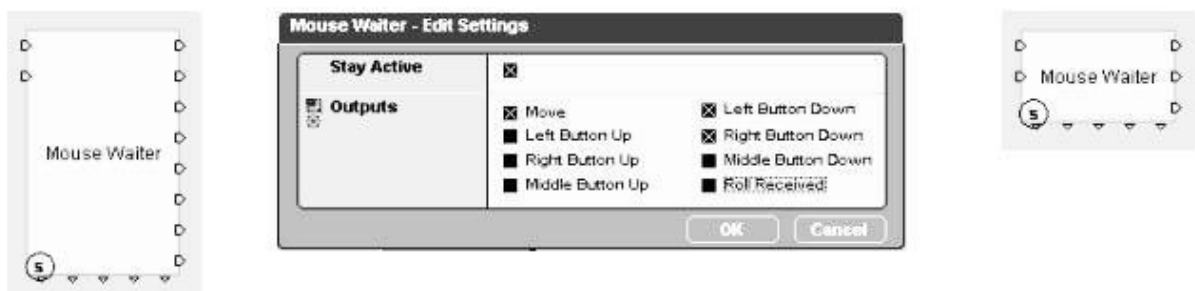 Mouse Waiter
S
Mouse Waiter - Edit Settings
Stay Active
Outputs
Move
Left Button Up
Right Button Up
Middle Button Up
Left Button Down
Right Button Down
Middle Button Down
Roll Received
OK
Cancel
Mouse Waiter
S